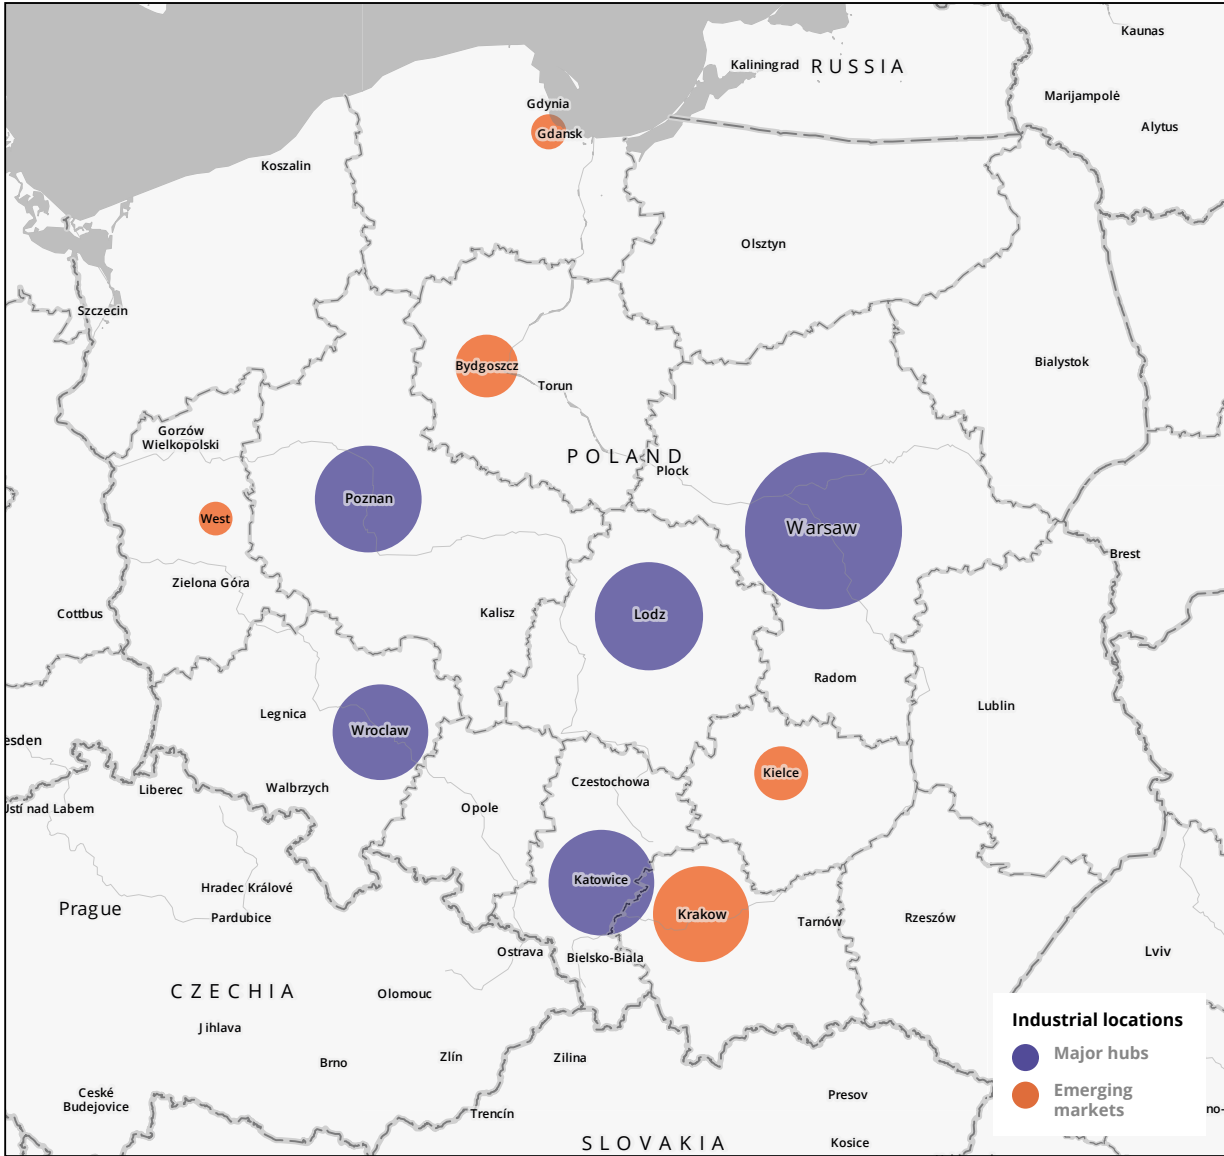 Kaunas
Kaliningrad
RUSSIA
Marijampolė
Gdynia
Alytus
Gdansk
Koszalin
Olsztyn
Szczecin
Bialystok
Bydgoszcz
Torun
Gorzów
Wielkopolski
POLAND
Plock
Poznan
West
Warsaw
Brest
Zielona Góra
Cottbus
Kalisz
Lodz
Radom
Lublin
Legnica
Wroclaw
esden
Kielce
Czestochowa
Liberec
Walbrzych
Opole
Ústí nad Labem
Katowice
Hradec Králové
Prague
Pardubice
Krakow
Tarnów
Rzeszów
Ostrava
Bielsko-Biala
Lviv
CZECHIA
Olomouc
Jihlava
Brno
Zlín
Zilina
Industrial locations
Major hubs
Emerging
markets
Ceské
Budejovice
Trencín
Presov
no-
SLOVAKIA
Kosice